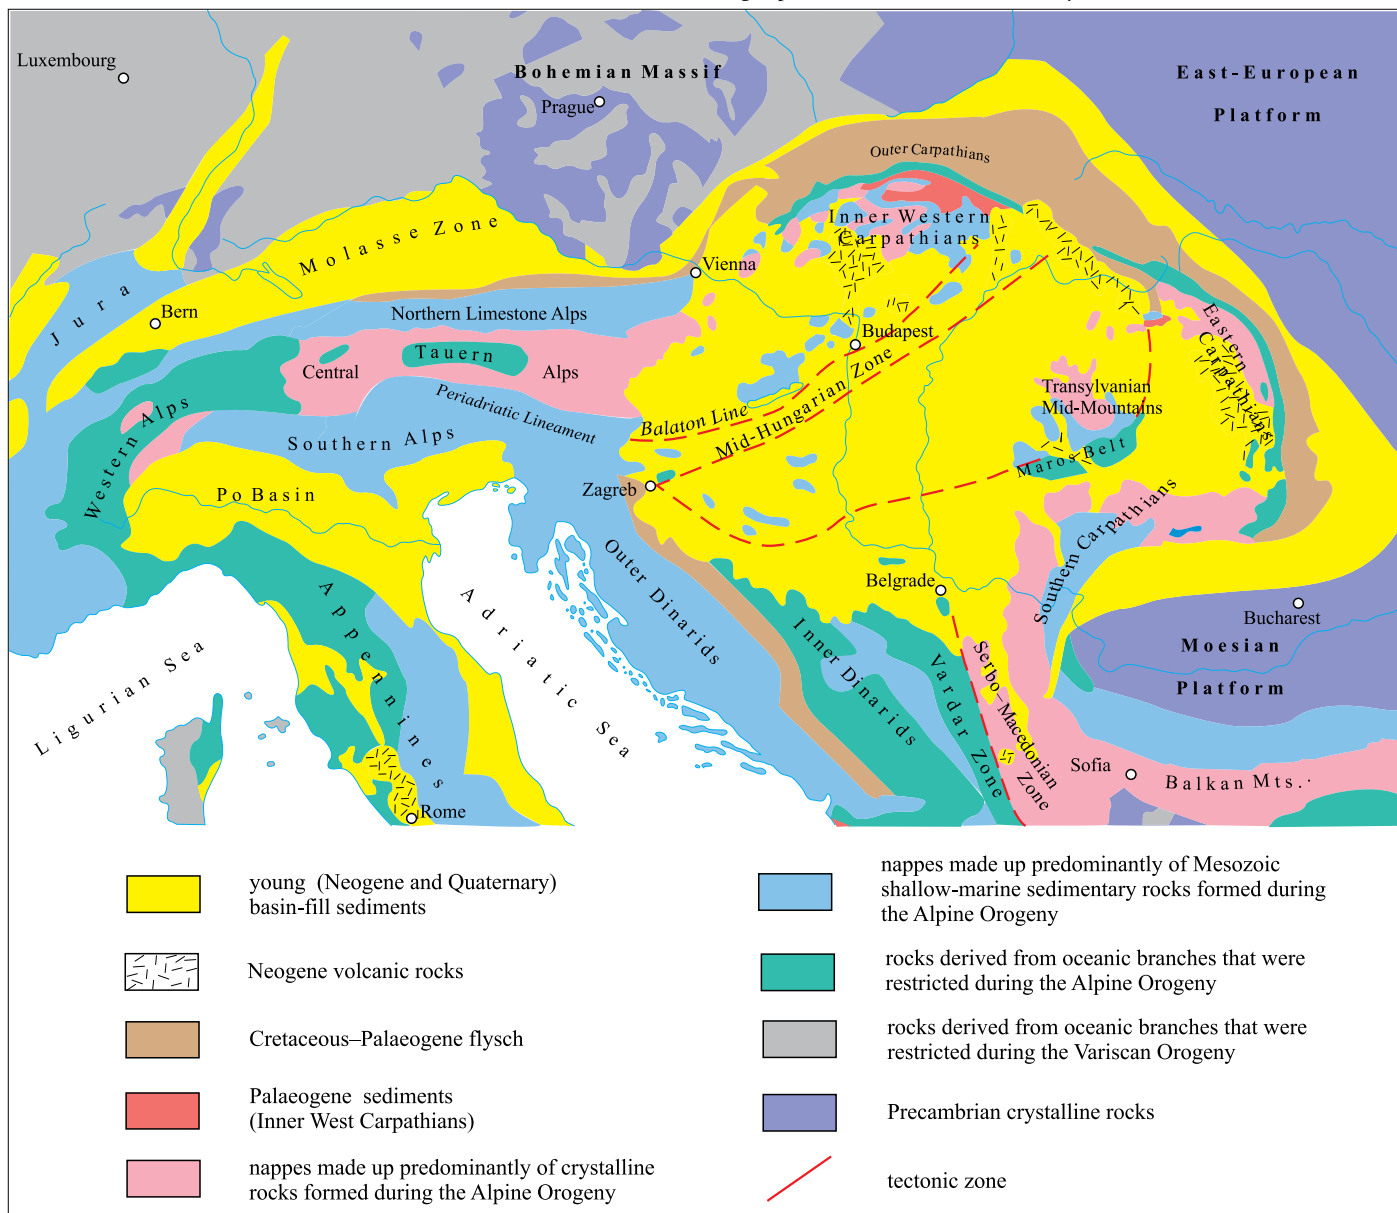 Luxembourg
Bohemian Massif
Prague
East-European
Platform
Outer Carpathians
Inner Western
Carpathians
Molasse Zone
Vienna
Jura
Bern
Northern Limestone Alps
Budapest
Eastern
Carpathians
Tauern
Central
Alps
Transylvanian
Mid-Mountains
Periadriatic Lineament
Balaton Line
Mid-Hungarian Zone
Western Alps
Southern Alps
Maros Belt
Po Basin
Zagreb
Southern Carpathians
Outer Dinarids
Belgrade
Appennines
Adriatic Sea
Bucharest
Inner Dinarids
Vardar Zone
Serbo-Macedonian
Zone
Moesian
Platform
Ligurian Sea
Sofia
Balkan Mts..
Rome
young (Neogene and Quaternary)
basin-fill sediments
Neogene volcanic rocks
Cretaceous–Palaeogene flysch
Palaeogene sediments
(Inner West Carpathians)
nappes made up predominantly of crystalline
rocks formed during the Alpine Orogeny
nappes made up predominantly of Mesozoic
shallow-marine sedimentary rocks formed during
the Alpine Orogeny
rocks derived from oceanic branches that were
restricted during the Alpine Orogeny
rocks derived from oceanic branches that were
restricted during the Variscan Orogeny
Precambrian crystalline rocks
tectonic zone